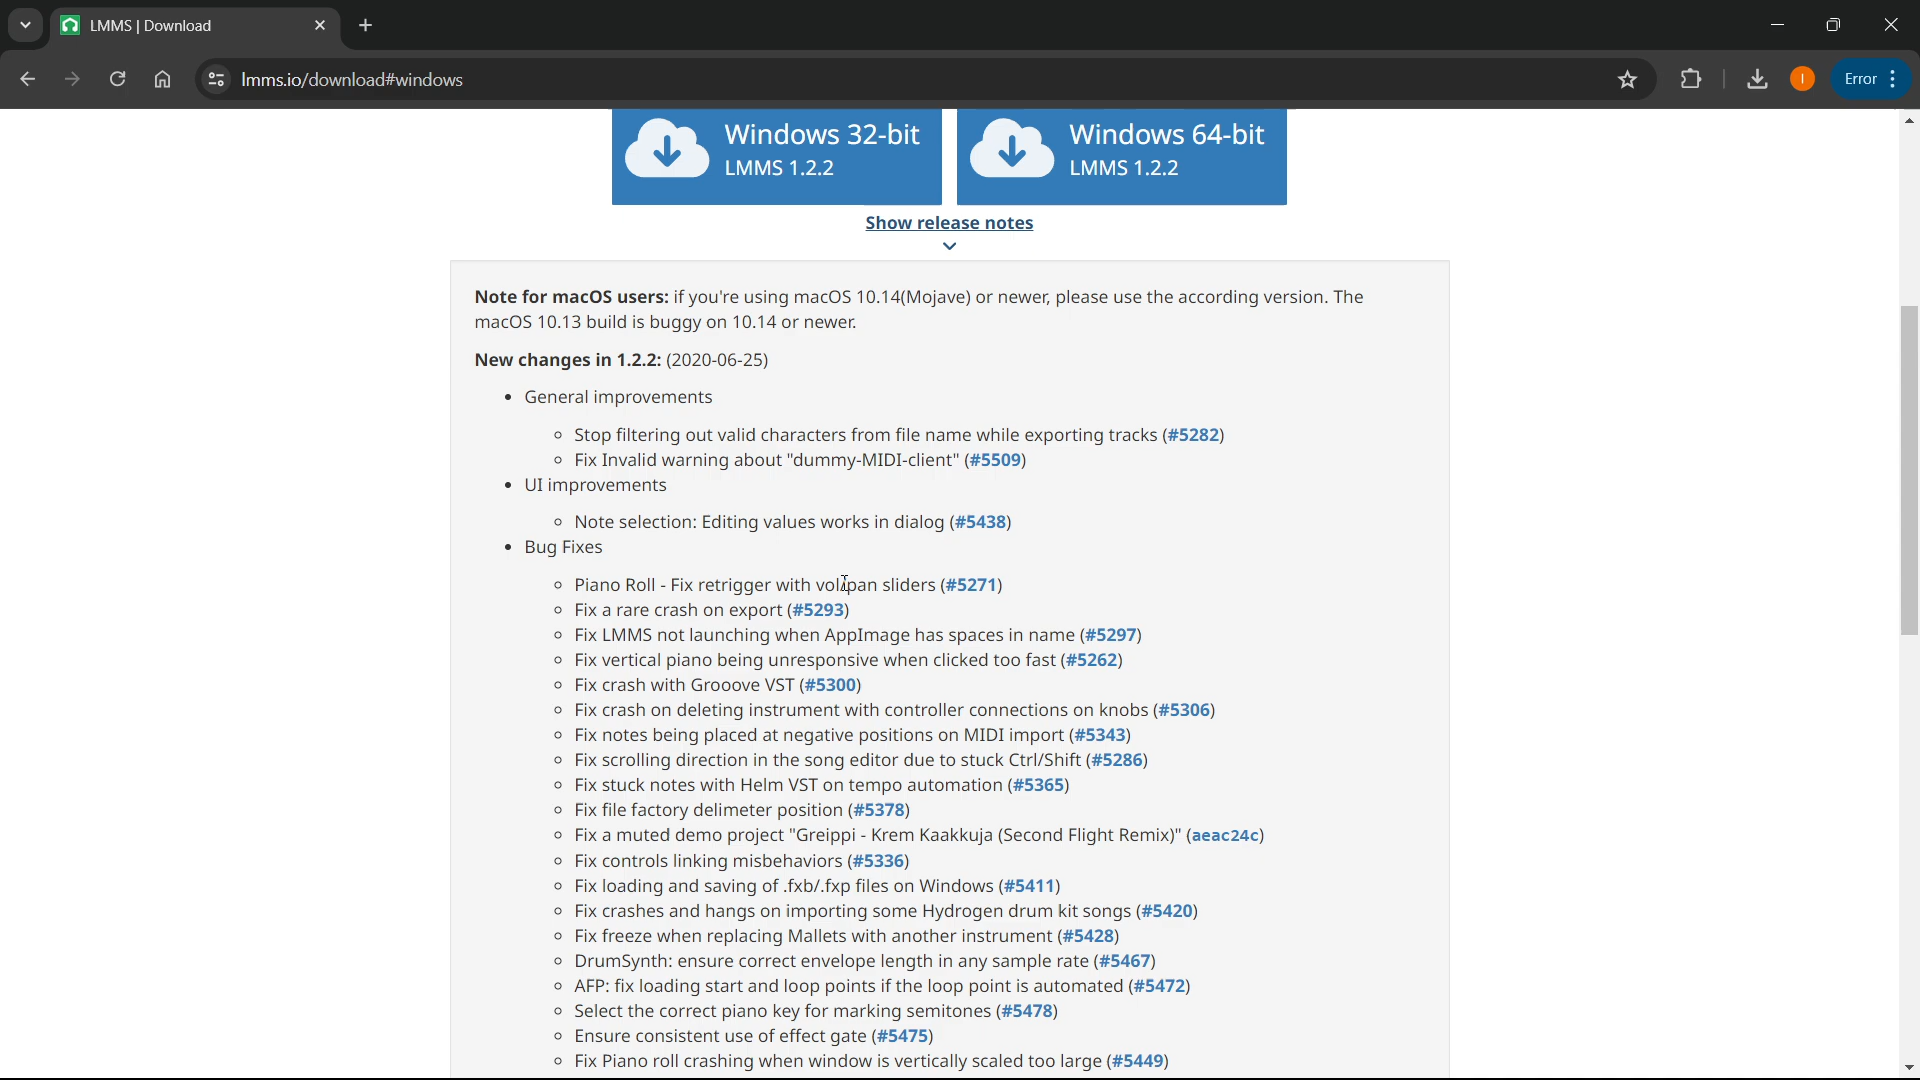 LMMS | Download
lmms.io/download#windows
I
Error
Windows 32-bit
LMMS 1.2.2
Windows 64-bit
LMMS 1.2.2
Show release notes
Note for macOS users: if you're using macOS 10.14(Mojave) or newer, please use the according version. The
macOS 10.13 build is buggy on 10.14 or newer.
New changes in 1.2.2: (2020-06-25)
• General improvements
◦ Stop filtering out valid characters from file name while exporting tracks (#5282)
◦ Fix Invalid warning about "dummy-MIDI-client" (#5509)
• UI improvements
◦ Note selection: Editing values works in dialog (#5438)
• Bug Fixes
◦ Piano Roll - Fix retrigger with vol/pan sliders (#5271)
◦ Fix a rare crash on export (#5293)
◦ Fix LMMS not launching when AppImage has spaces in name (#5297)
◦ Fix vertical piano being unresponsive when clicked too fast (#5262)
◦ Fix crash with Grooove VST (#5300)
◦ Fix crash on deleting instrument with controller connections on knobs (#5306)
◦ Fix notes being placed at negative positions on MIDI import (#5343)
◦ Fix scrolling direction in the song editor due to stuck Ctrl/Shift (#5286)
◦ Fix stuck notes with Helm VST on tempo automation (#5365)
◦ Fix file factory delimeter position (#5378)
◦ Fix a muted demo project "Greippi - Krem Kaakkuja (Second Flight Remix)" (aeac24c)
◦ Fix controls linking misbehaviors (#5336)
◦ Fix loading and saving of .fxb/.fxp files on Windows (#5411)
◦ Fix crashes and hangs on importing some Hydrogen drum kit songs (#5420)
◦ Fix freeze when replacing Mallets with another instrument (#5428)
◦ DrumSynth: ensure correct envelope length in any sample rate (#5467)
◦ AFP: fix loading start and loop points if the loop point is automated (#5472)
◦ Select the correct piano key for marking semitones (#5478)
◦ Ensure consistent use of effect gate (#5475)
◦ Fix Piano roll crashing when window is vertically scaled too large (#5449)